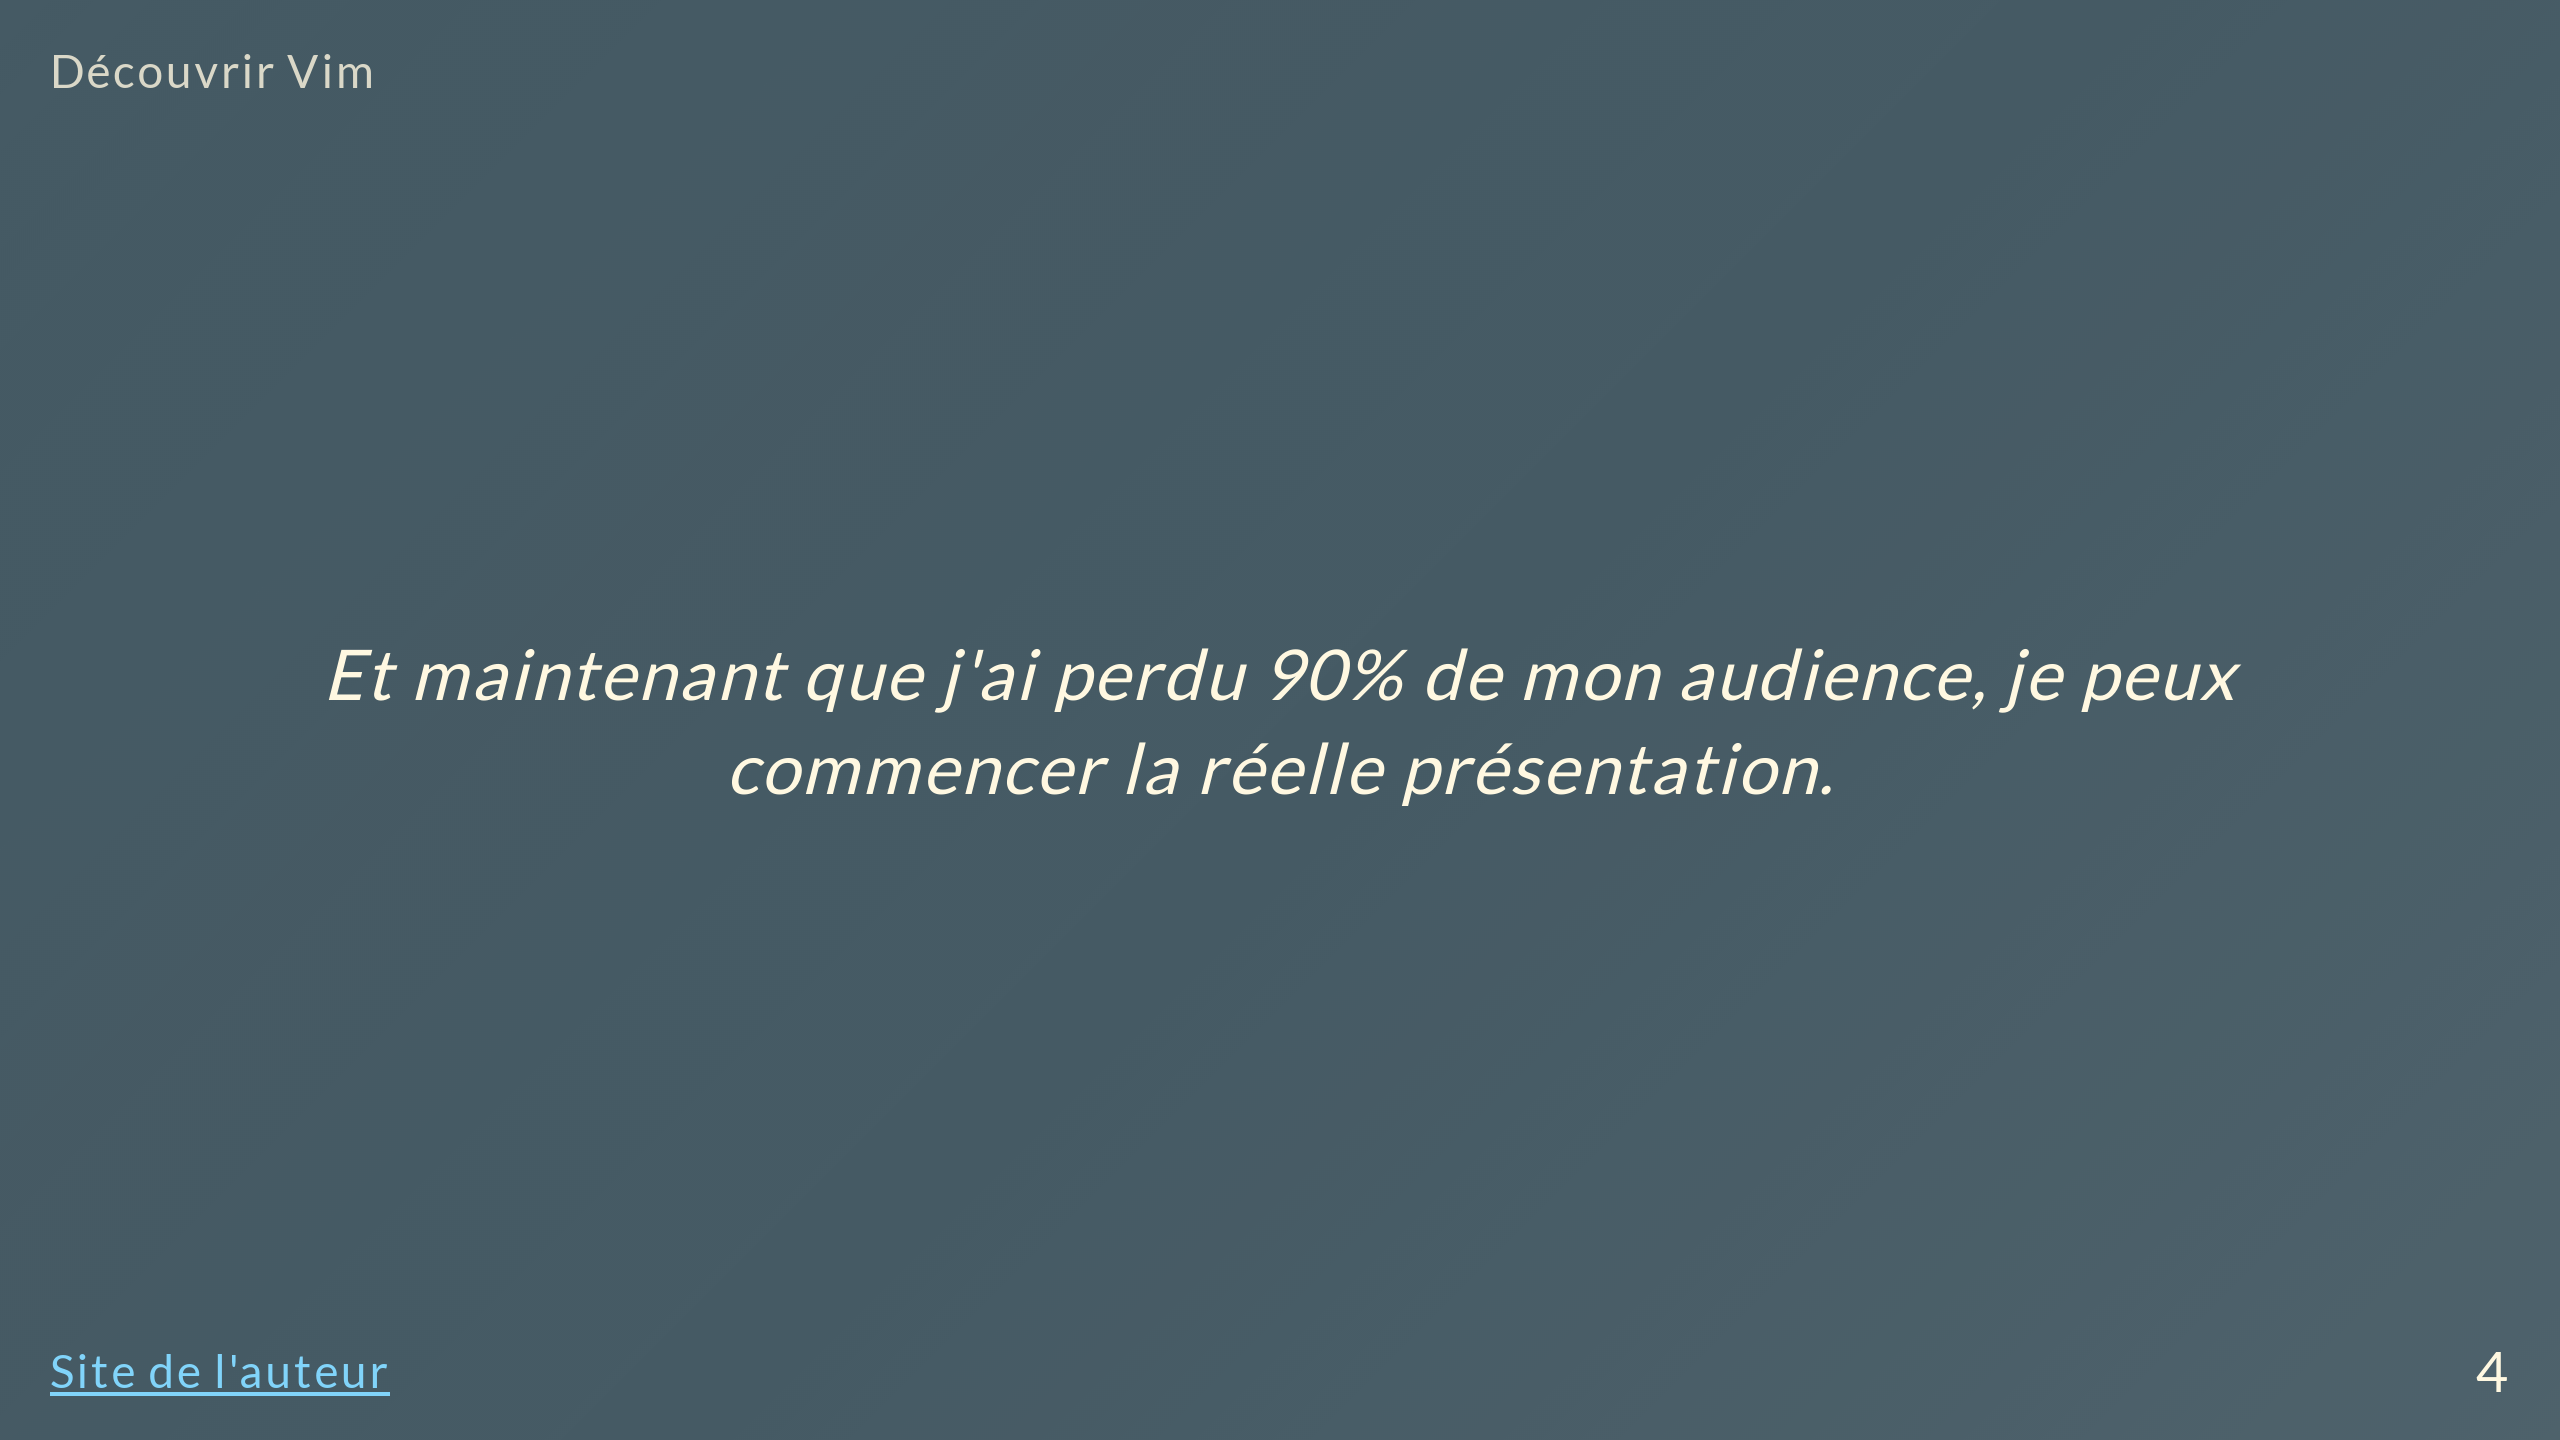 Découvrir Vim
Et maintenant que j'ai perdu 90% de mon audience, je peux
commencer la réelle présentation.
Site de l'auteur
4